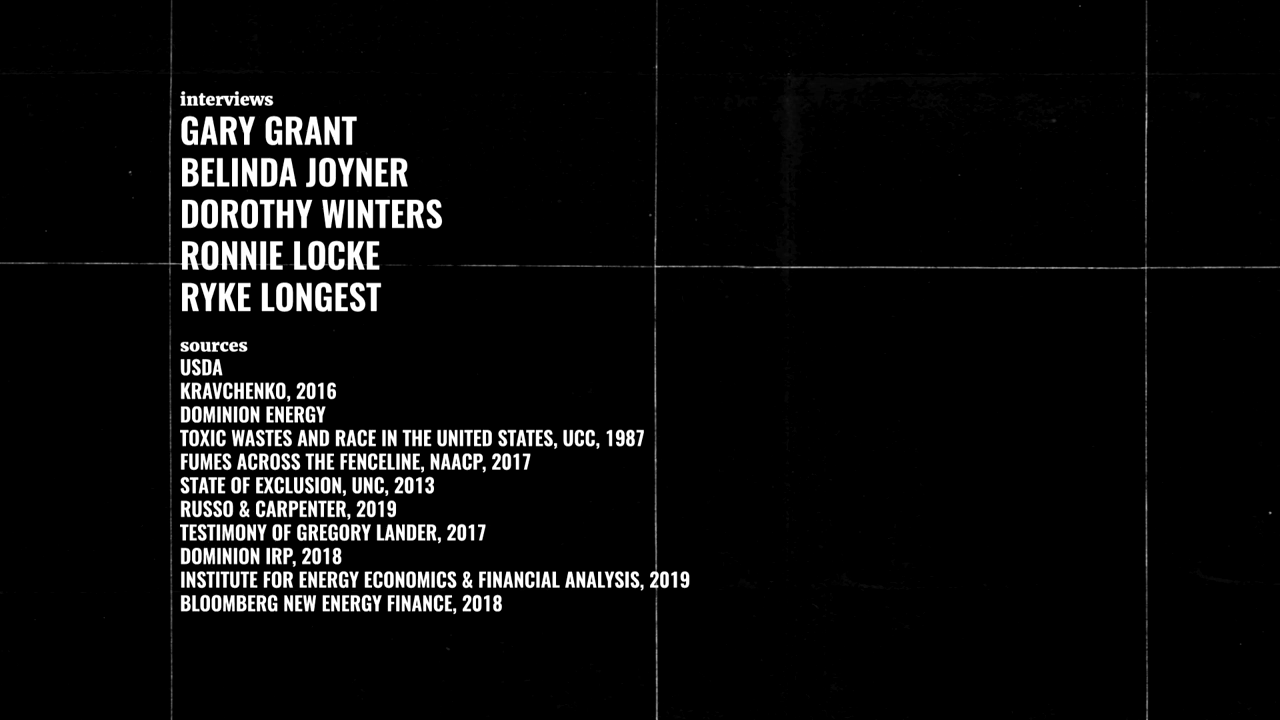 interviews
GARY GRANT
BELINDA JOYNER
DOROTHY WINTERS
RONNIE LOCKE
RYKE LONGEST
sources
USDA
KRAVCHENKO, 2016
DOMINION ENERGY
TOXIC WASTES AND RACE IN THE UNITED STATES, UCC, 1987
FUMES ACROSS THE FENCELINE, NAACP, 2017
STATE OF EXCLUSION, UNC, 2013
RUSSO & CARPENTER, 2019
TESTIMONY OF GREGORY LANDER, 2017
DOMINION IRP, 2018
INSTITUTE FOR ENERGY ECONOMICS & FINANCIAL ANALYSIS, 2019
BLOOMBERG NEW ENERGY FINANCE, 2018